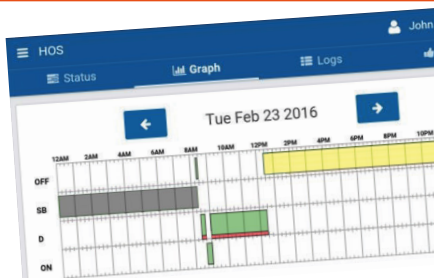 HOS
John
Status
Graph
Logs
Tue Feb 23 2016
12AM 2AM 4AM 6AM 8AM 10AM 12PM 2PM 4PM 6PM 8PM 10PM
OFF
SB
D
ON